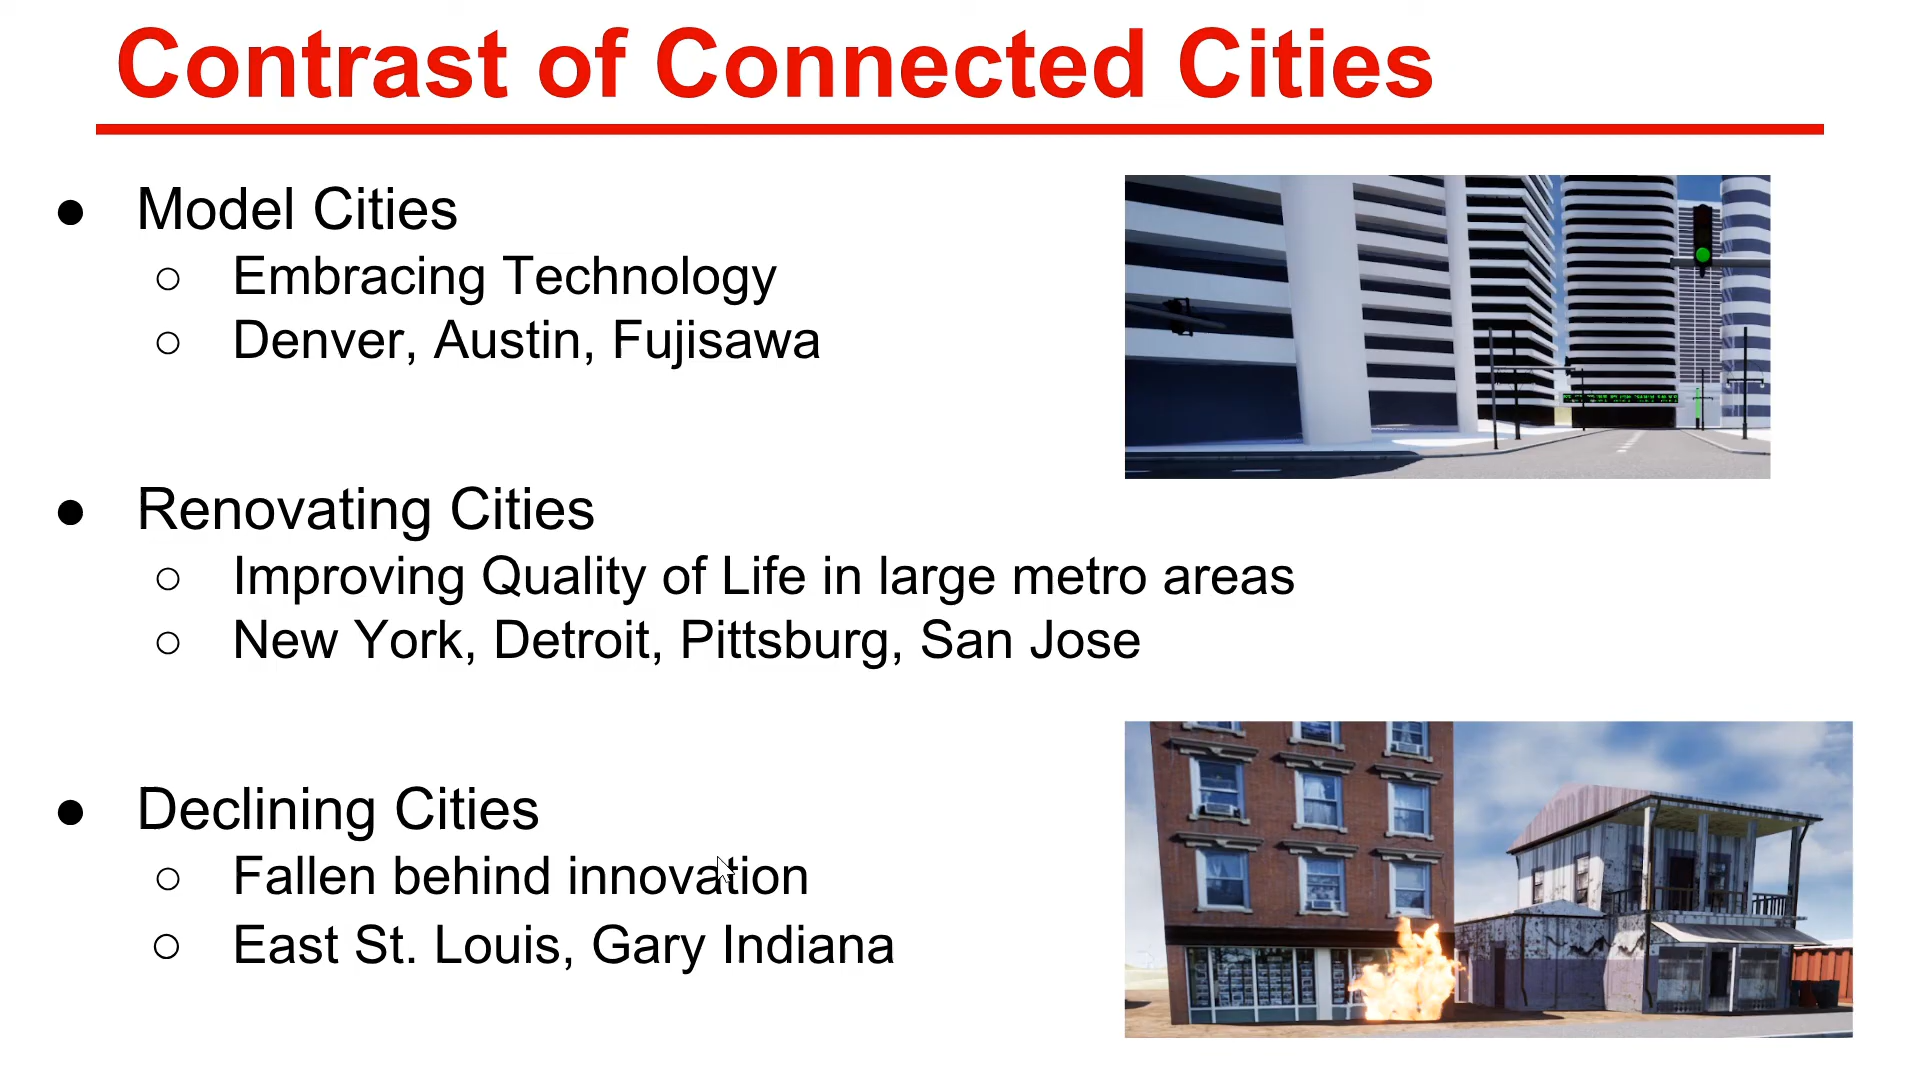 Contrast of Connected Cities
● Model Cities
○ Embracing Technology
○ Denver, Austin, Fujisawa
● Renovating Cities
○ Improving Quality of Life in large metro areas
○ New York, Detroit, Pittsburg, San Jose
● Declining Cities
○ Fallen behind innovation
○ East St. Louis, Gary Indiana